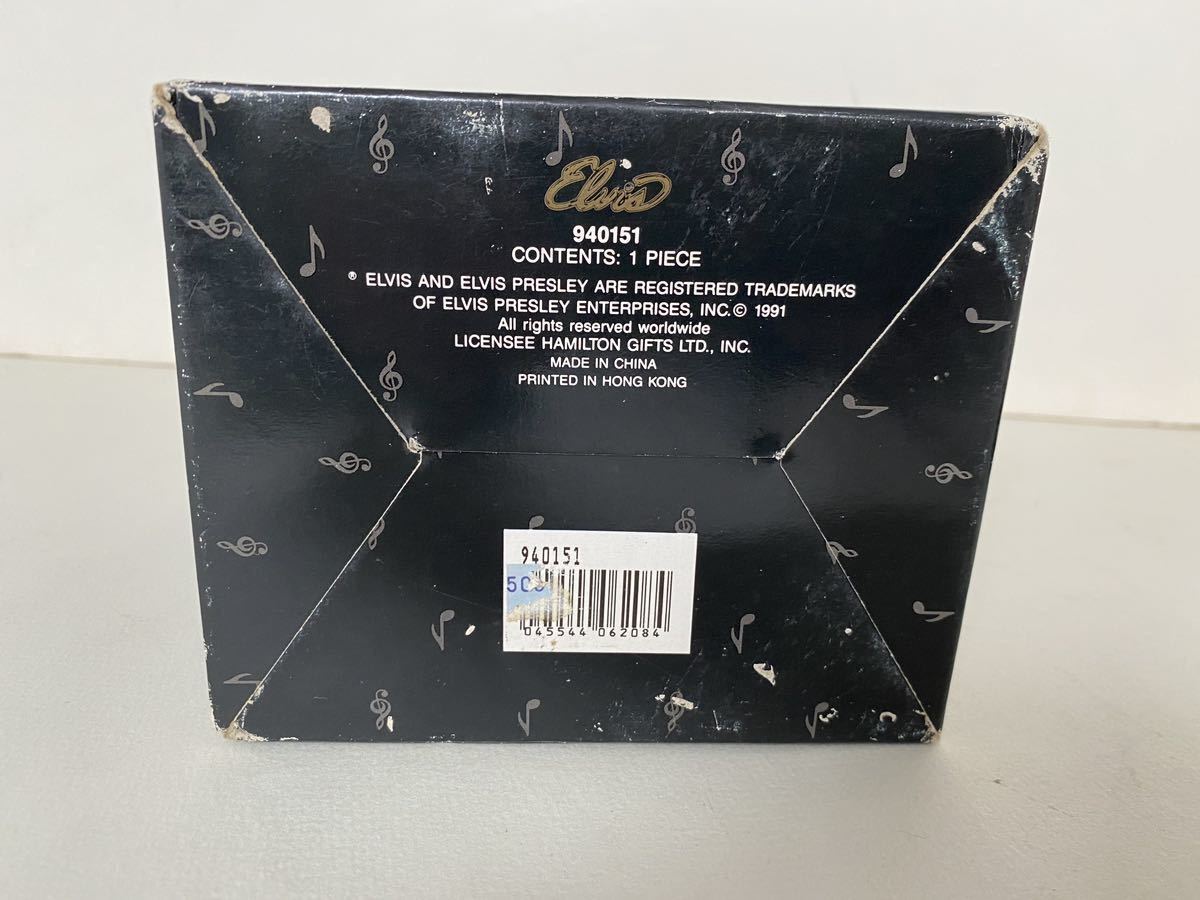 Elvis
940151
CONTENTS: 1 PIECE
® ELVIS AND ELVIS PRESLEY ARE REGISTERED TRADEMARKS
OF ELVIS PRESLEY ENTERPRISES, INC.© 1991
All rights reserved worldwide
LICENSEE HAMILTON GIFTS LTD., INC.
MADE IN CHINA
PRINTED IN HONG KONG
940151
045544 062084